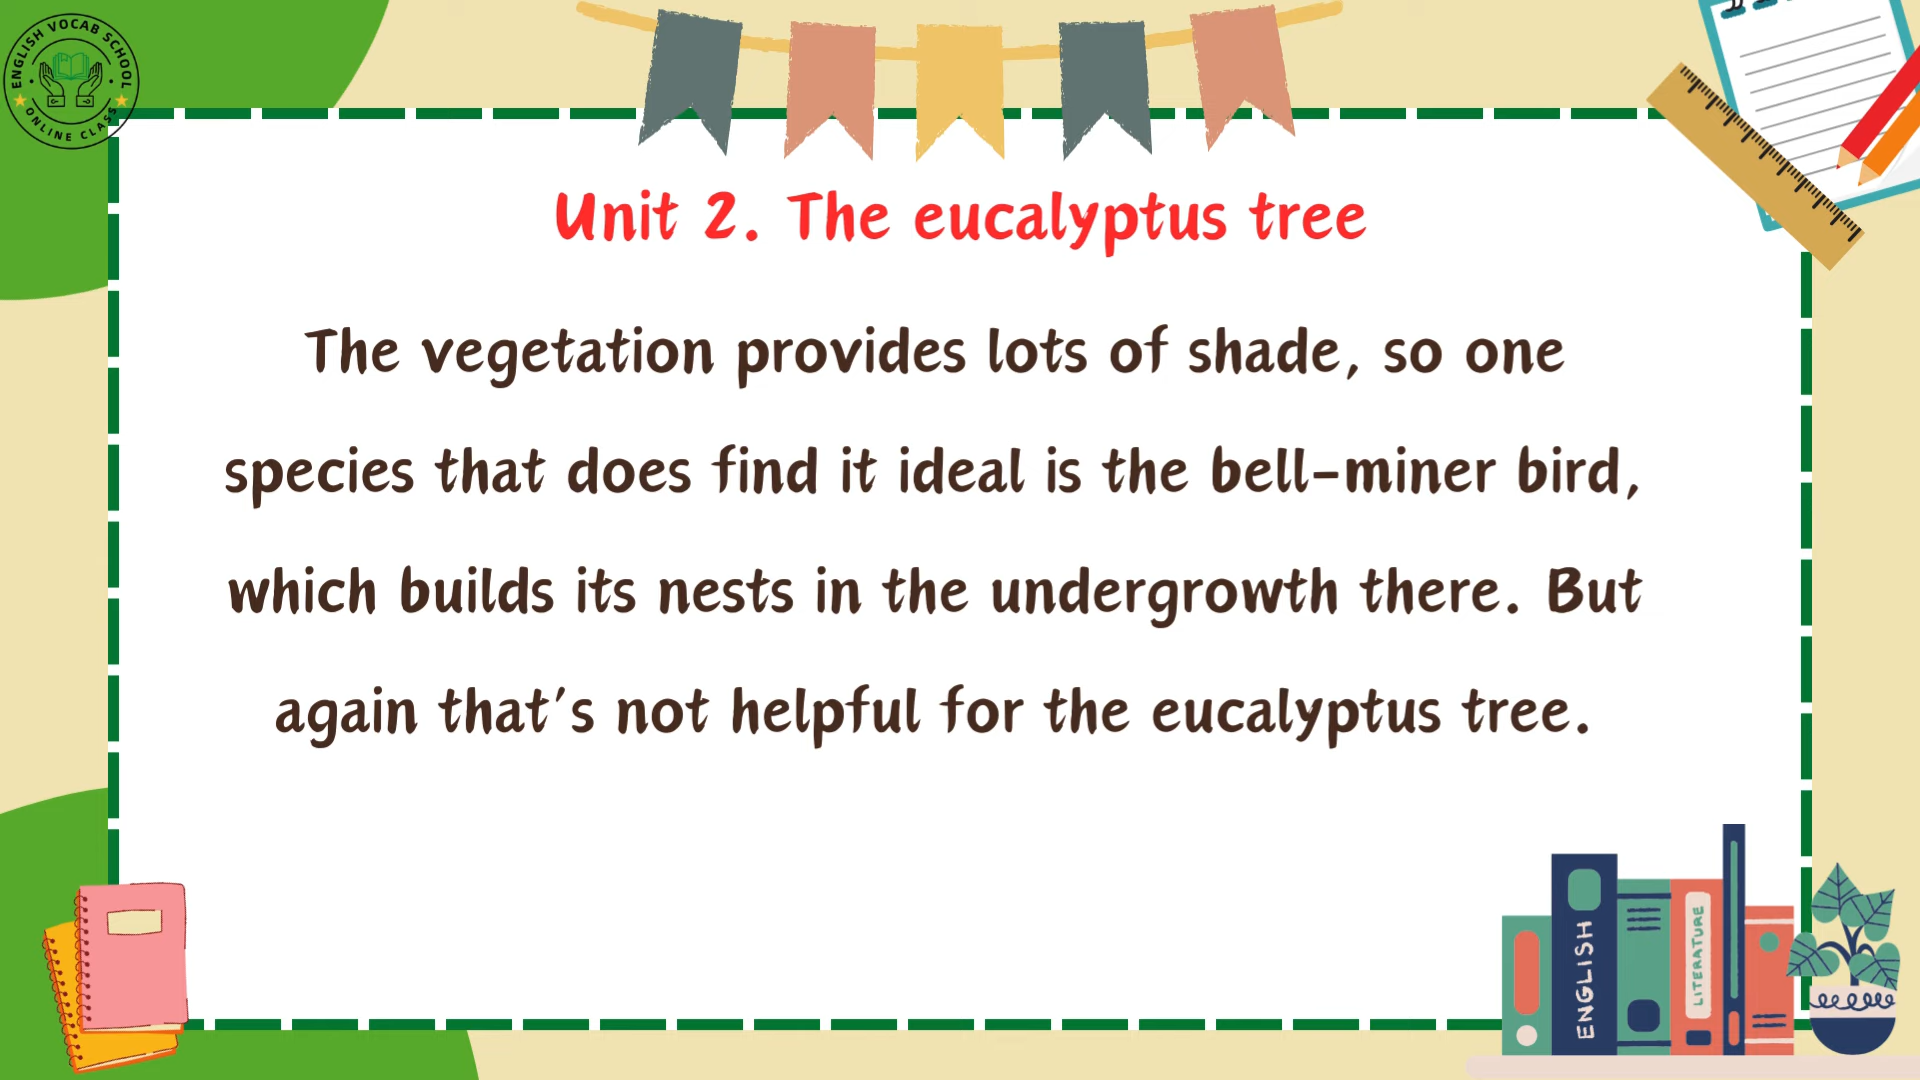 ENGLISH VOCAB SCHOOL
ONLINE CLASS
Unit 2. The eucalyptus tree
The vegetation provides lots of shade, so one
species that does find it ideal is the bell-miner bird,
which builds its nests in the undergrowth there. But
again that's not helpful for the eucalyptus tree.
ENGLISH
LITERATURE